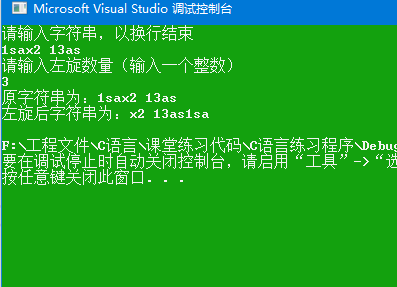 Microsoft Visual Studio 调试控制台
请输入字符串，以换行结束
1sax2 13as
请输入左旋数量（输入一个整数）
3
原字符串为：1sax2 13as
左旋后字符串为：x2 13as1sa
F:\工程文件\C语言\课堂练习代码\C语言练习程序\Debug
要在调试停止时自动关闭控制台，请启用“工具”->“选
按任意键关闭此窗口. . .